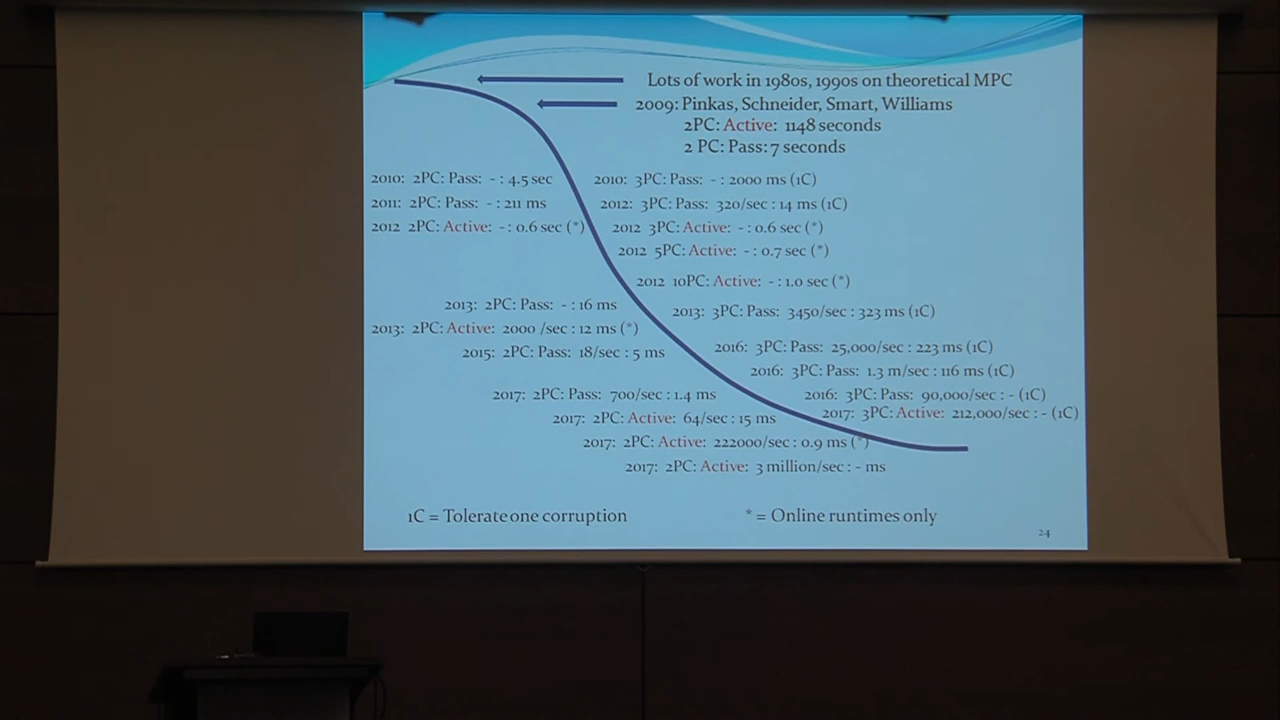 Lots of work in 1980s, 1990s on theoretical MPC
2009: Pinkas, Schneider, Smart, Williams
2PC: Active: 1148 seconds
2 PC: Pass: 7 seconds
2010: 2PC: Pass: - : 4.5 sec
2010: 3PC: Pass: - : 2000 ms (1C)
2011: 2PC: Pass: - : 211 ms
2012: 3PC: Pass: 320/sec : 14 ms (1C)
2012 2PC: Active: - : 0.6 sec (*)
2012 3PC: Active: - : 0.6 sec (*)
2012 5PC: Active: - : 0.7 sec (*)
2012 10PC: Active: - : 1.0 sec (*)
2013: 2PC: Pass: - : 16 ms
2013: 3PC: Pass: 3450/sec : 323 ms (1C)
2013: 2PC: Active: 2000 /sec : 12 ms (*)
2015: 2PC: Pass: 18/sec : 5 ms
2016: 3PC: Pass: 25,000/sec : 223 ms (1C)
2016: 3PC: Pass: 1.3 m/sec : 116 ms (1C)
2017: 2PC: Pass: 700/sec : 1.4 ms
2016: 3PC: Pass: 90,000/sec : - (1C)
2017: 2PC: Active: 64/sec : 15 ms
2017: 3PC: Active: 212,000/sec : - (1C)
2017: 2PC: Active: 222000/sec : 0.9 ms (*)
2017: 2PC: Active: 3 million/sec : - ms
1C = Tolerate one corruption
* = Online runtimes only
24